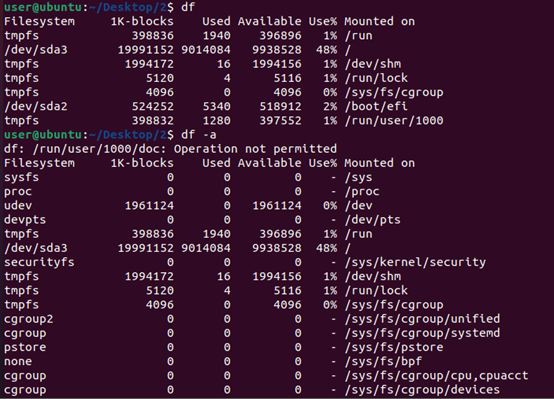 user@ubuntu:~/Desktop/2$ df
Filesystem     1K-blocks    Used Available Use% Mounted on
tmpfs             398836    1940    396896   1% /run
/dev/sda3       19991152 9014084   9938528  48% /
tmpfs            1994172      16   1994156   1% /dev/shm
tmpfs               5120       4      5116   1% /run/lock
tmpfs               4096       0      4096   0% /sys/fs/cgroup
/dev/sda2         524252    5340    518912   2% /boot/efi
tmpfs             398832    1280    397552   1% /run/user/1000
user@ubuntu:~/Desktop/2$ df -a
df: /run/user/1000/doc: Operation not permitted
Filesystem     1K-blocks    Used Available Use% Mounted on
sysfs                  0       0         0    - /sys
proc                   0       0         0    - /proc
udev             1961124       0   1961124   0% /dev
devpts                 0       0         0    - /dev/pts
tmpfs             398836    1940    396896   1% /run
/dev/sda3       19991152 9014084   9938528  48% /
securityfs             0       0         0    - /sys/kernel/security
tmpfs            1994172      16   1994156   1% /dev/shm
tmpfs               5120       4      5116   1% /run/lock
tmpfs               4096       0      4096   0% /sys/fs/cgroup
cgroup2                0       0         0    - /sys/fs/cgroup/unified
cgroup                 0       0         0    - /sys/fs/cgroup/systemd
pstore                 0       0         0    - /sys/fs/pstore
none                   0       0         0    - /sys/fs/bpf
cgroup                 0       0         0    - /sys/fs/cgroup/cpu,cpuacct
cgroup                 0       0         0    - /sys/fs/cgroup/devices